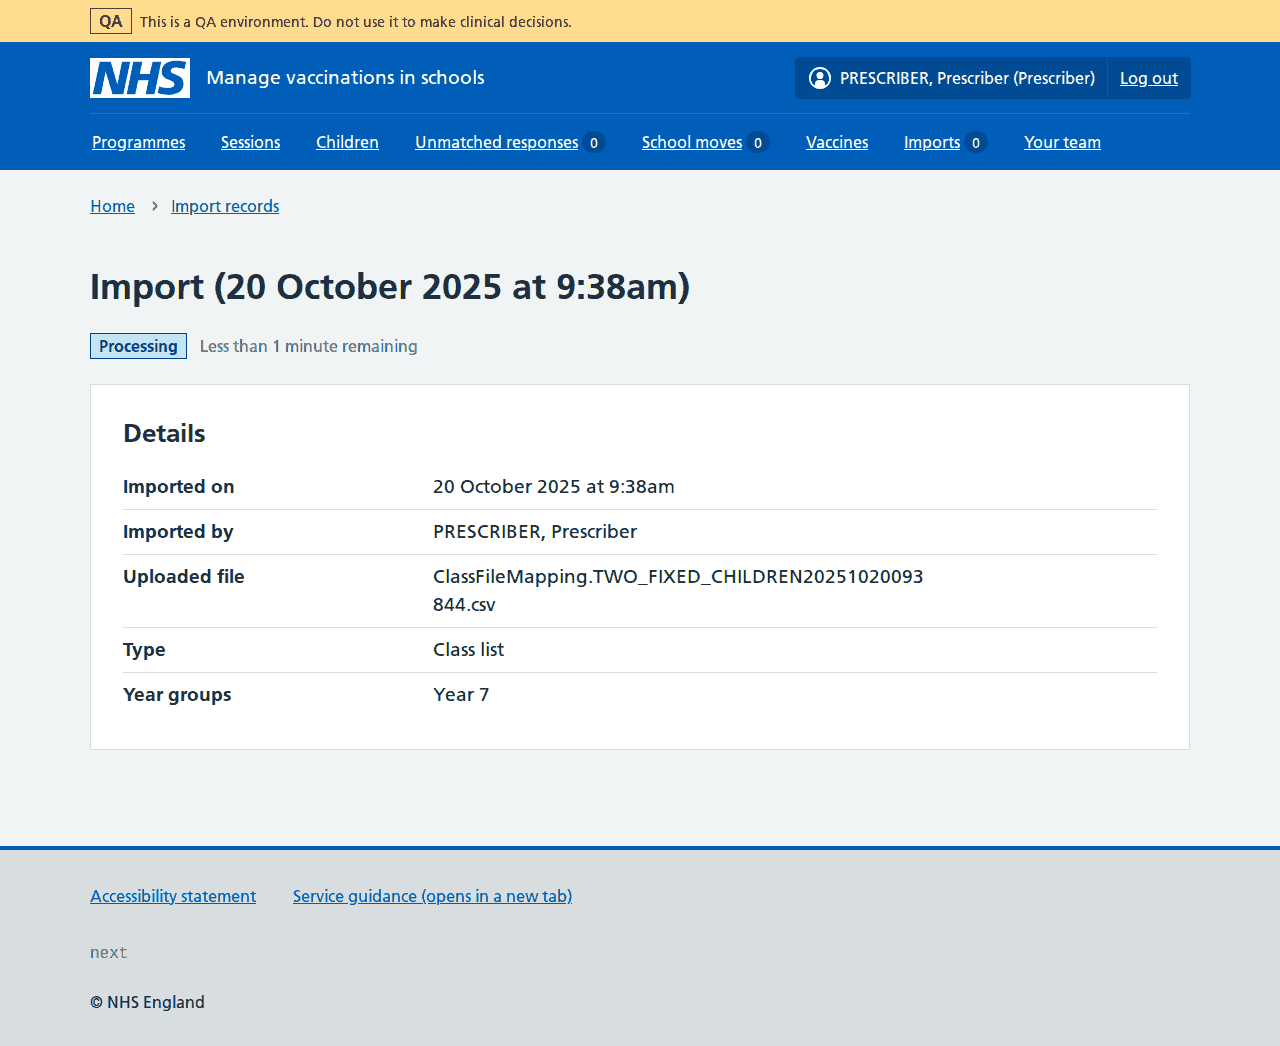 QA This is a QA environment. Do not use it to make clinical decisions.
NHS Manage vaccinations in schools PRESCRIBER, Prescriber (Prescriber) Log out
Programmes Sessions Children Unmatched responses 0 School moves 0 Vaccines Imports 0 Your team
Home Import records
Import (20 October 2025 at 9:38am)
Processing Less than 1 minute remaining
Details
Imported on 20 October 2025 at 9:38am
Imported by PRESCRIBER, Prescriber
Uploaded file ClassFileMapping.TWO_FIXED_CHILDREN20251020093
844.csv
Type Class list
Year groups Year 7
Accessibility statement Service guidance (opens in a new tab)
next
© NHS England